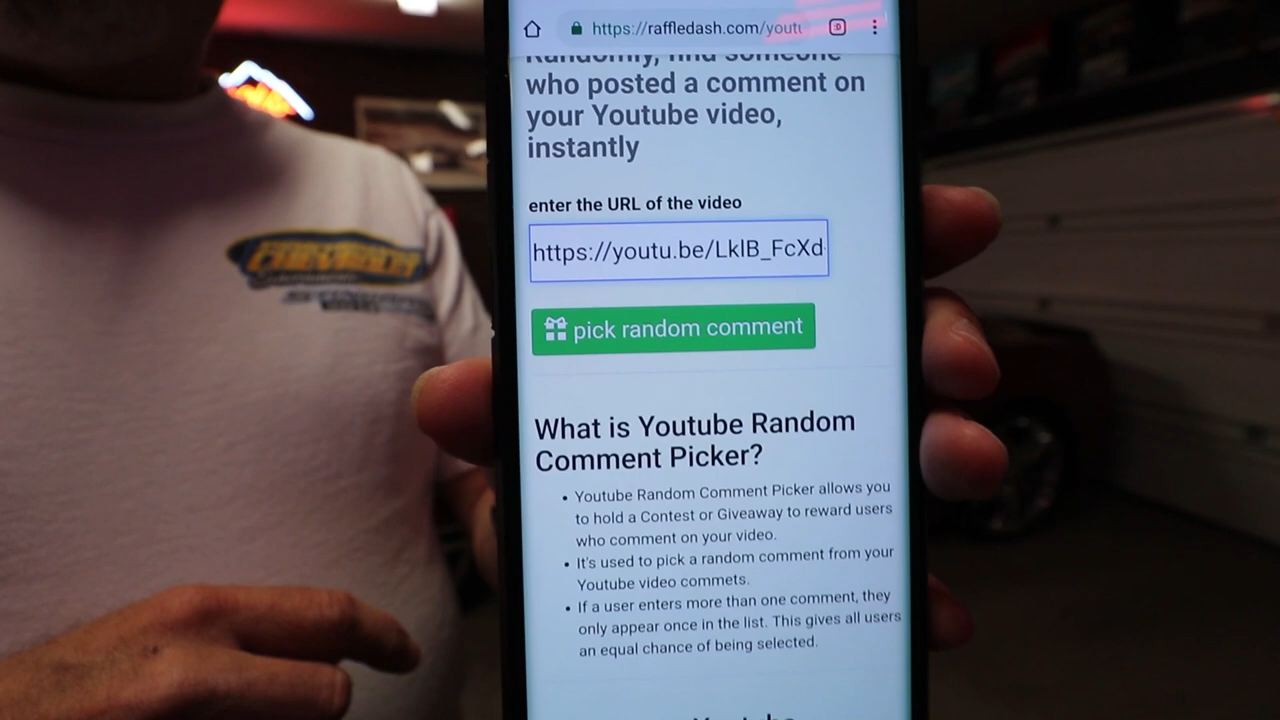 https://raffledash.com/yout
:D
Randomly, find someone
who posted a comment on
your Youtube video,
instantly
enter the URL of the video
https://youtu.be/LklB_FcXd
pick random comment
What is Youtube Random
Comment Picker?
• Youtube Random Comment Picker allows you
to hold a Contest or Giveaway to reward users
who comment on your video.
• It's used to pick a random comment from your
Youtube video commets.
• If a user enters more than one comment, they
only appear once in the list. This gives all users
an equal chance of being selected.
Youtube